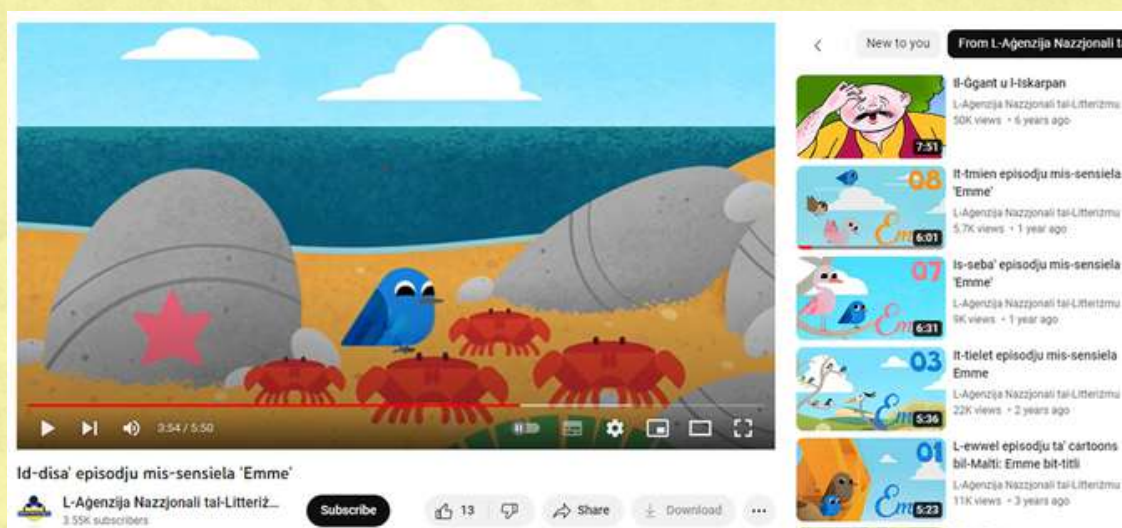 New to you
From L-Aġenzija Nazzjonali ta
3:54 / 5:50
Id-disa' episodju mis-sensiela 'Emme'
L-Aġenzija Nazzjonali tal-Litteriż...
3.55K subscribers
Subscribe
13
Share
Download
7:51
Il-Ġgant u l-Iskarpan
L-Aġenzija Nazzjonali tal-Litteriżmu
50K views • 6 years ago
08
Em
6:01
It-tmien episodju mis-sensiela
'Emme'
L-Aġenzija Nazzjonali tal-Litteriżmu
5.7K views • 1 year ago
07
Em
6:31
Is-seba' episodju mis-sensiela
'Emme'
L-Aġenzija Nazzjonali tal-Litteriżmu
9K views • 1 year ago
03
Em
5:36
It-tielet episodju mis-sensiela
Emme
L-Aġenzija Nazzjonali tal-Litteriżmu
22K views • 2 years ago
01
Em
5:23
L-ewwel episodju ta' cartoons
bil-Malti: Emme bit-titli
L-Aġenzija Nazzjonali tal-Litteriżmu
11K views • 3 years ago